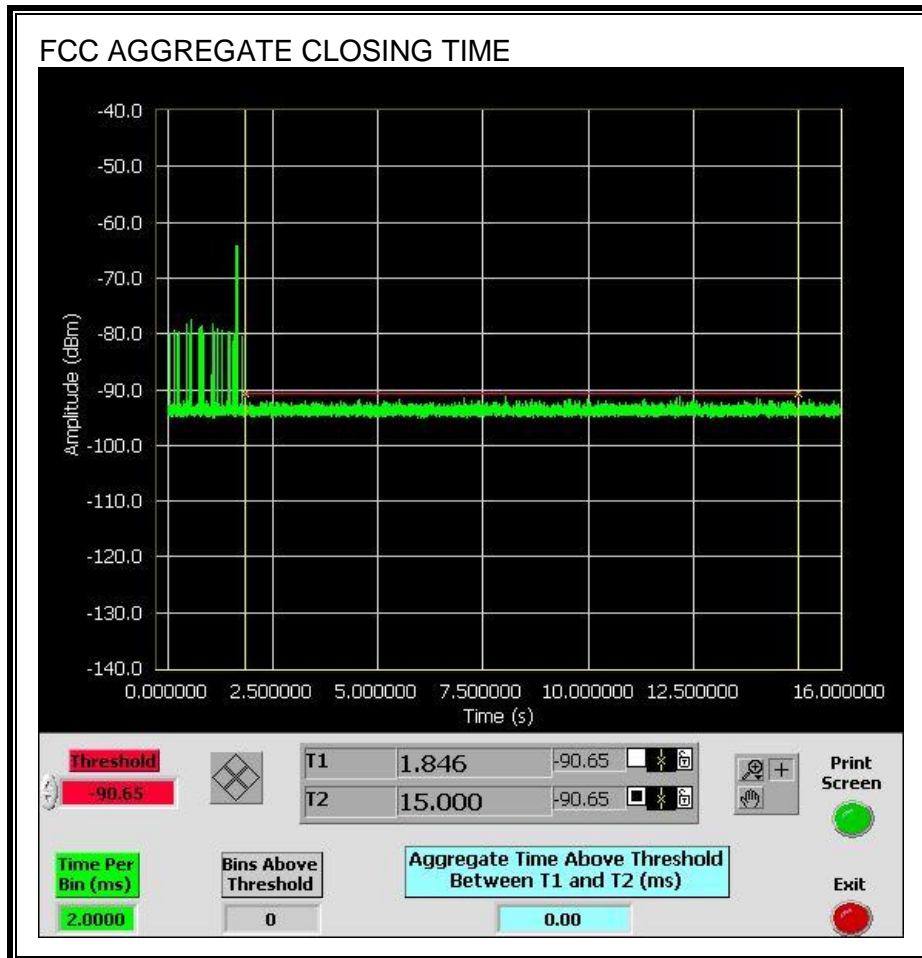 FCC AGGREGATE CLOSING TIME
-40.0
-50.0
-60.0
-70.0
-80.0
-90.0
-100.0
-110.0
-120.0
-130.0
-140.0
Amplitude (dBm)
0.000000 2.500000 5.000000 7.500000 10.000000 12.500000 16.000000
Time (s)
Threshold
-90.65
T1 1.846 -90.65
T2 15.000 -90.65
Print
Screen
Time Per
Bin (ms)
2.0000
Bins Above
Threshold
0
Aggregate Time Above Threshold
Between T1 and T2 (ms)
0.00
Exit